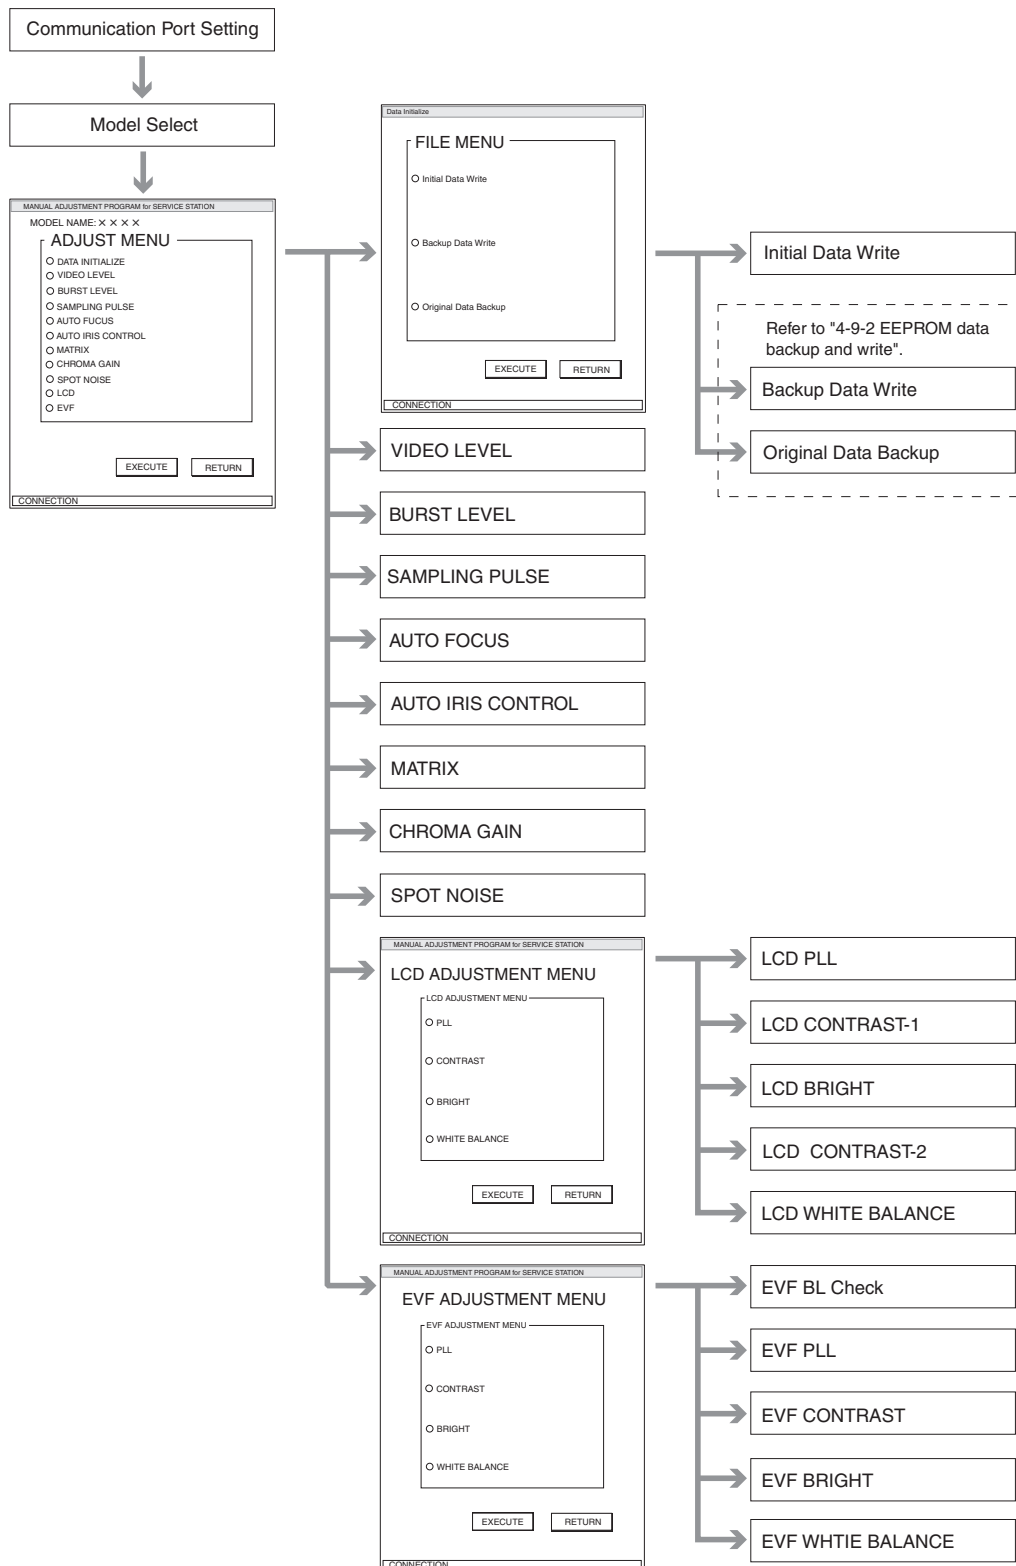 Communication Port Setting
Model Select
MANUAL ADJUSTMENT PROGRAM for SERVICE STATION
MODEL NAME: × × × ×
ADJUST MENU
DATA INITIALIZE
VIDEO LEVEL
BURST LEVEL
SAMPLING PULSE
AUTO FUCUS
AUTO IRIS CONTROL
MATRIX
CHROMA GAIN
SPOT NOISE
LCD
EVF
EXECUTE RETURN
CONNECTION
Data Initialize
FILE MENU
Initial Data Write
Backup Data Write
Original Data Backup
EXECUTE RETURN
CONNECTION
Initial Data Write
Refer to "4-9-2 EEPROM data
backup and write".
Backup Data Write
Original Data Backup
VIDEO LEVEL
BURST LEVEL
SAMPLING PULSE
AUTO FOCUS
AUTO IRIS CONTROL
MATRIX
CHROMA GAIN
SPOT NOISE
MANUAL ADJUSTMENT PROGRAM for SERVICE STATION
LCD ADJUSTMENT MENU
LCD ADJUSTMENT MENU
PLL
CONTRAST
BRIGHT
WHITE BALANCE
EXECUTE RETURN
CONNECTION
LCD PLL
LCD CONTRAST-1
LCD BRIGHT
LCD CONTRAST-2
LCD WHITE BALANCE
MANUAL ADJUSTMENT PROGRAM for SERVICE STATION
EVF ADJUSTMENT MENU
EVF ADJUSTMENT MENU
PLL
CONTRAST
BRIGHT
WHITE BALANCE
EXECUTE RETURN
CONNECTION
EVF BL Check
EVF PLL
EVF CONTRAST
EVF BRIGHT
EVF WHTIE BALANCE